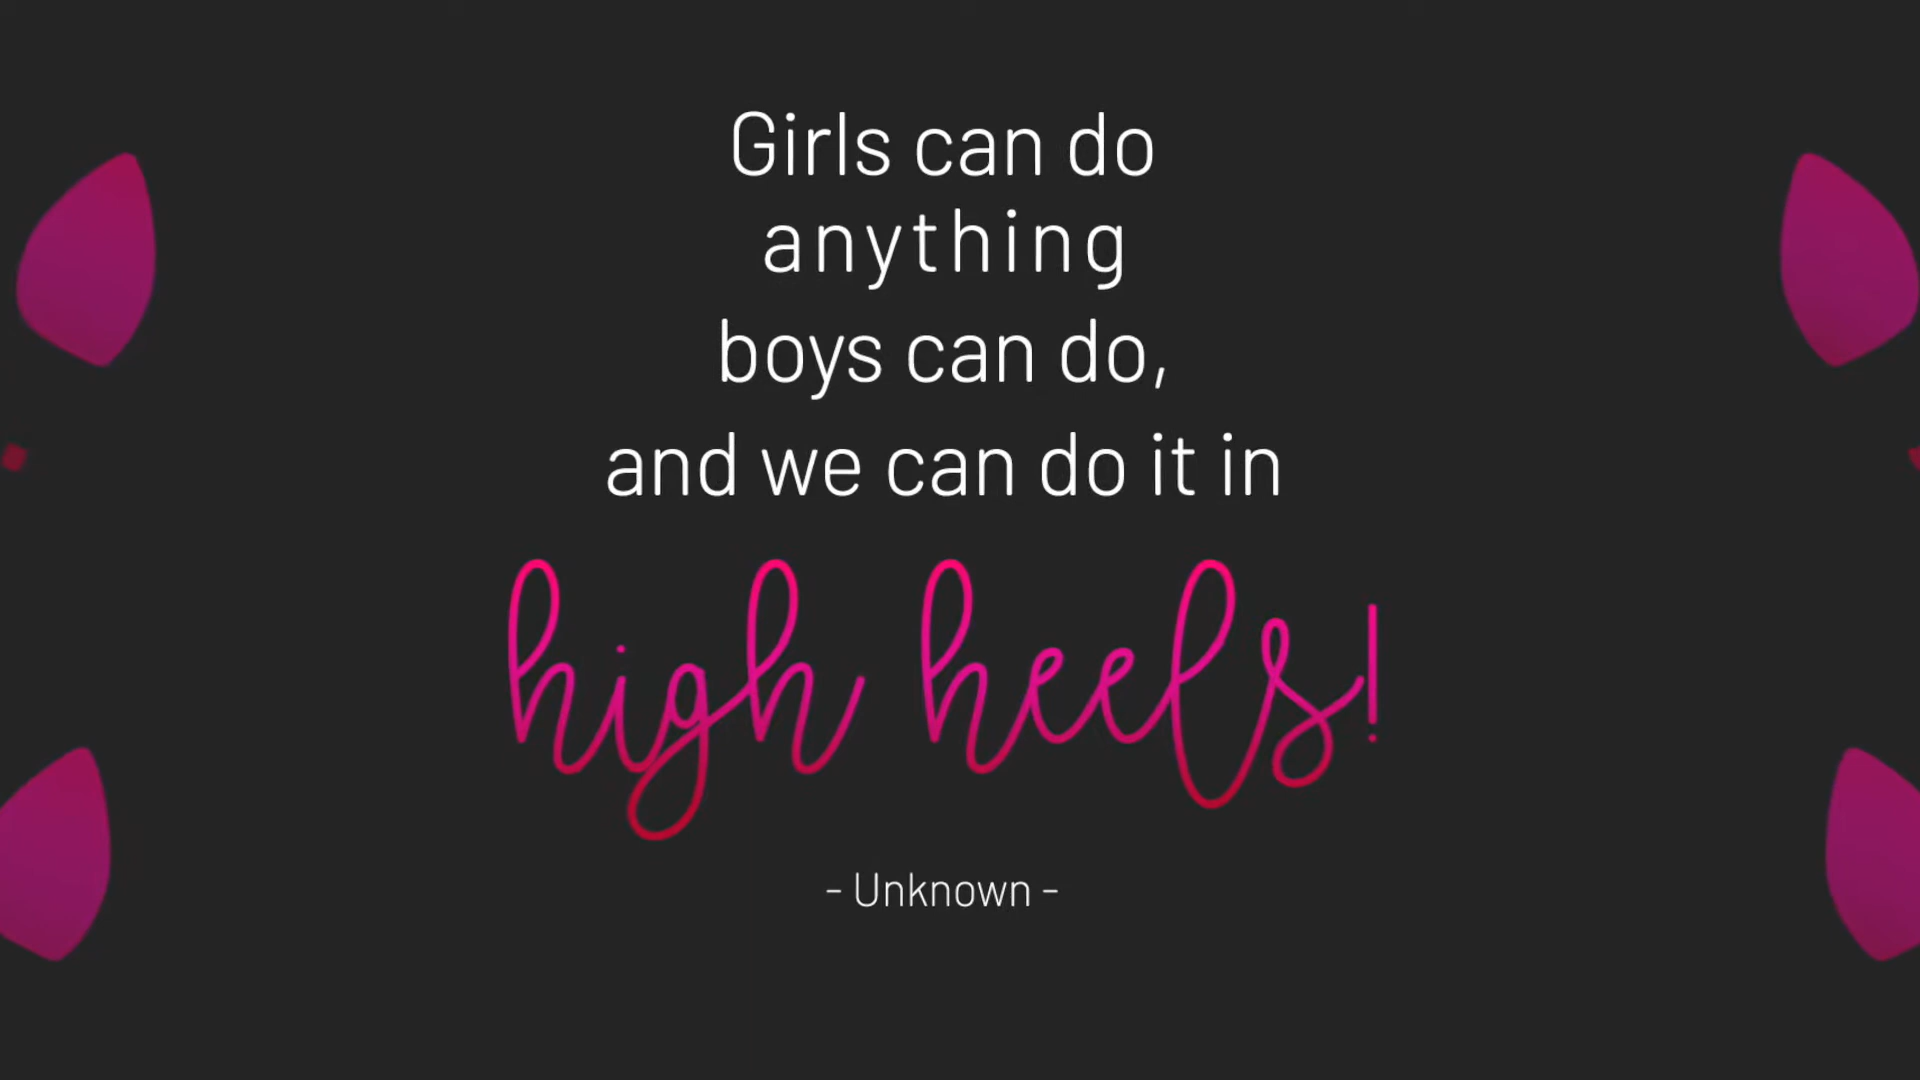 Girls can do
anything
boys can do,
and we can do it in
high heels!
- Unknown -